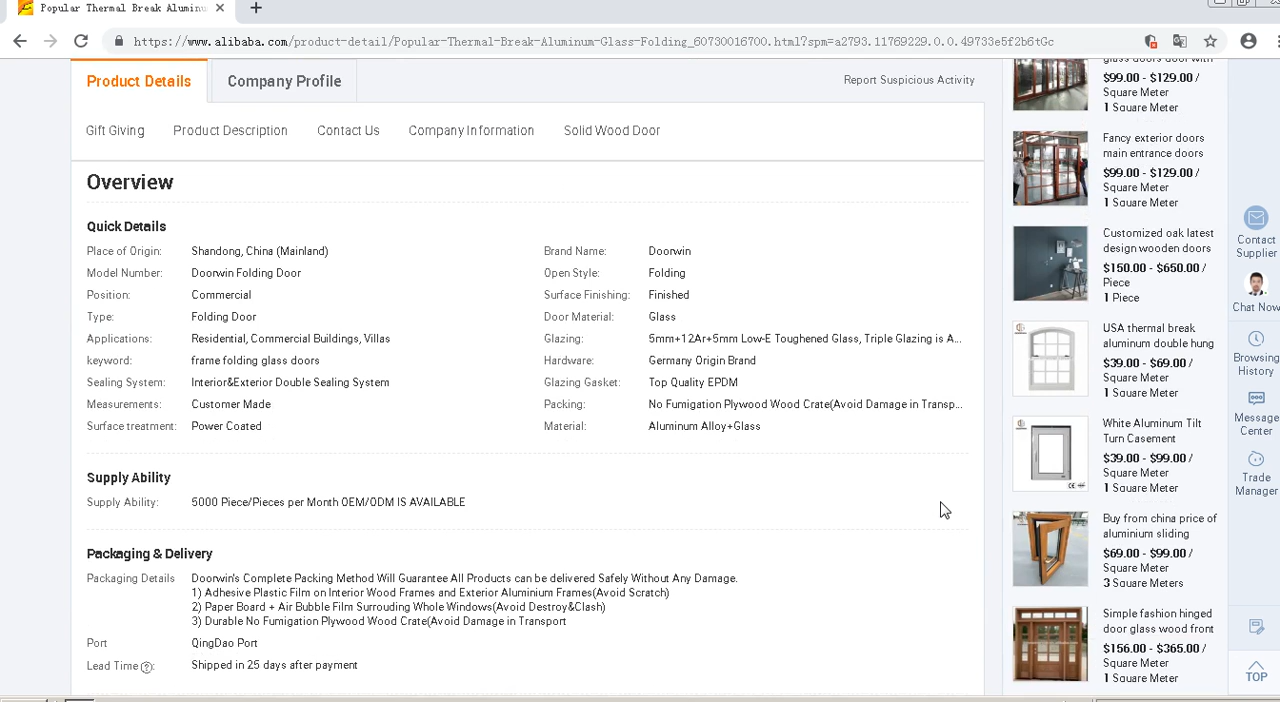 Popular Thermal Break Aluminu
https://www.alibaba.com/product-detail/Popular-Thermal-Break-Aluminum-Glass-Folding_60730016700.html?spm=a2793.11769229.0.0.49733e5f2b6tGc
Product Details
Company Profile
Report Suspicious Activity
Gift Giving
Product Description
Contact Us
Company Information
Solid Wood Door
Overview
Quick Details
Place of Origin: Shandong, China (Mainland) Brand Name: Doorwin
Model Number: Doorwin Folding Door Open Style: Folding
Position: Commercial Surface Finishing: Finished
Type: Folding Door Door Material: Glass
Applications: Residential, Commercial Buildings, Villas Glazing: 5mm+12Ar+5mm Low-E Toughened Glass, Triple Glazing is A...
keyword: frame folding glass doors Hardware: Germany Origin Brand
Sealing System: Interior&Exterior Double Sealing System Glazing Gasket: Top Quality EPDM
Measurements: Customer Made Packing: No Fumigation Plywood Wood Crate(Avoid Damage in Transp...
Surface treatment: Power Coated Material: Aluminum Alloy+Glass
Supply Ability
Supply Ability: 5000 Piece/Pieces per Month OEM/ODM IS AVAILABLE
Packaging & Delivery
Packaging Details Doorwin's Complete Packing Method Will Guarantee All Products can be delivered Safely Without Any Damage.
1) Adhesive Plastic Film on Interior Wood Frames and Exterior Aluminium Frames(Avoid Scratch)
2) Paper Board + Air Bubble Film Surrouding Whole Windows(Avoid Destroy&Clash)
3) Durable No Fumigation Plywood Wood Crate(Avoid Damage in Transport
Port QingDao Port
Lead Time ?: Shipped in 25 days after payment
glass doors door with
$99.00 - $129.00 /
Square Meter
1 Square Meter
Fancy exterior doors
main entrance doors
$99.00 - $129.00 /
Square Meter
1 Square Meter
Customized oak latest
design wooden doors
$150.00 - $650.00 /
Piece
1 Piece
USA thermal break
aluminum double hung
$39.00 - $69.00 /
Square Meter
1 Square Meter
White Aluminum Tilt
Turn Casement
$39.00 - $99.00 /
Square Meter
1 Square Meter
Buy from china price of
aluminium sliding
$69.00 - $99.00 /
Square Meter
3 Square Meters
Simple fashion hinged
door glass wood front
$156.00 - $365.00 /
Square Meter
1 Square Meter
Contact
Supplier
Chat Now
Browsing
History
Message
Center
Trade
Manager
TOP